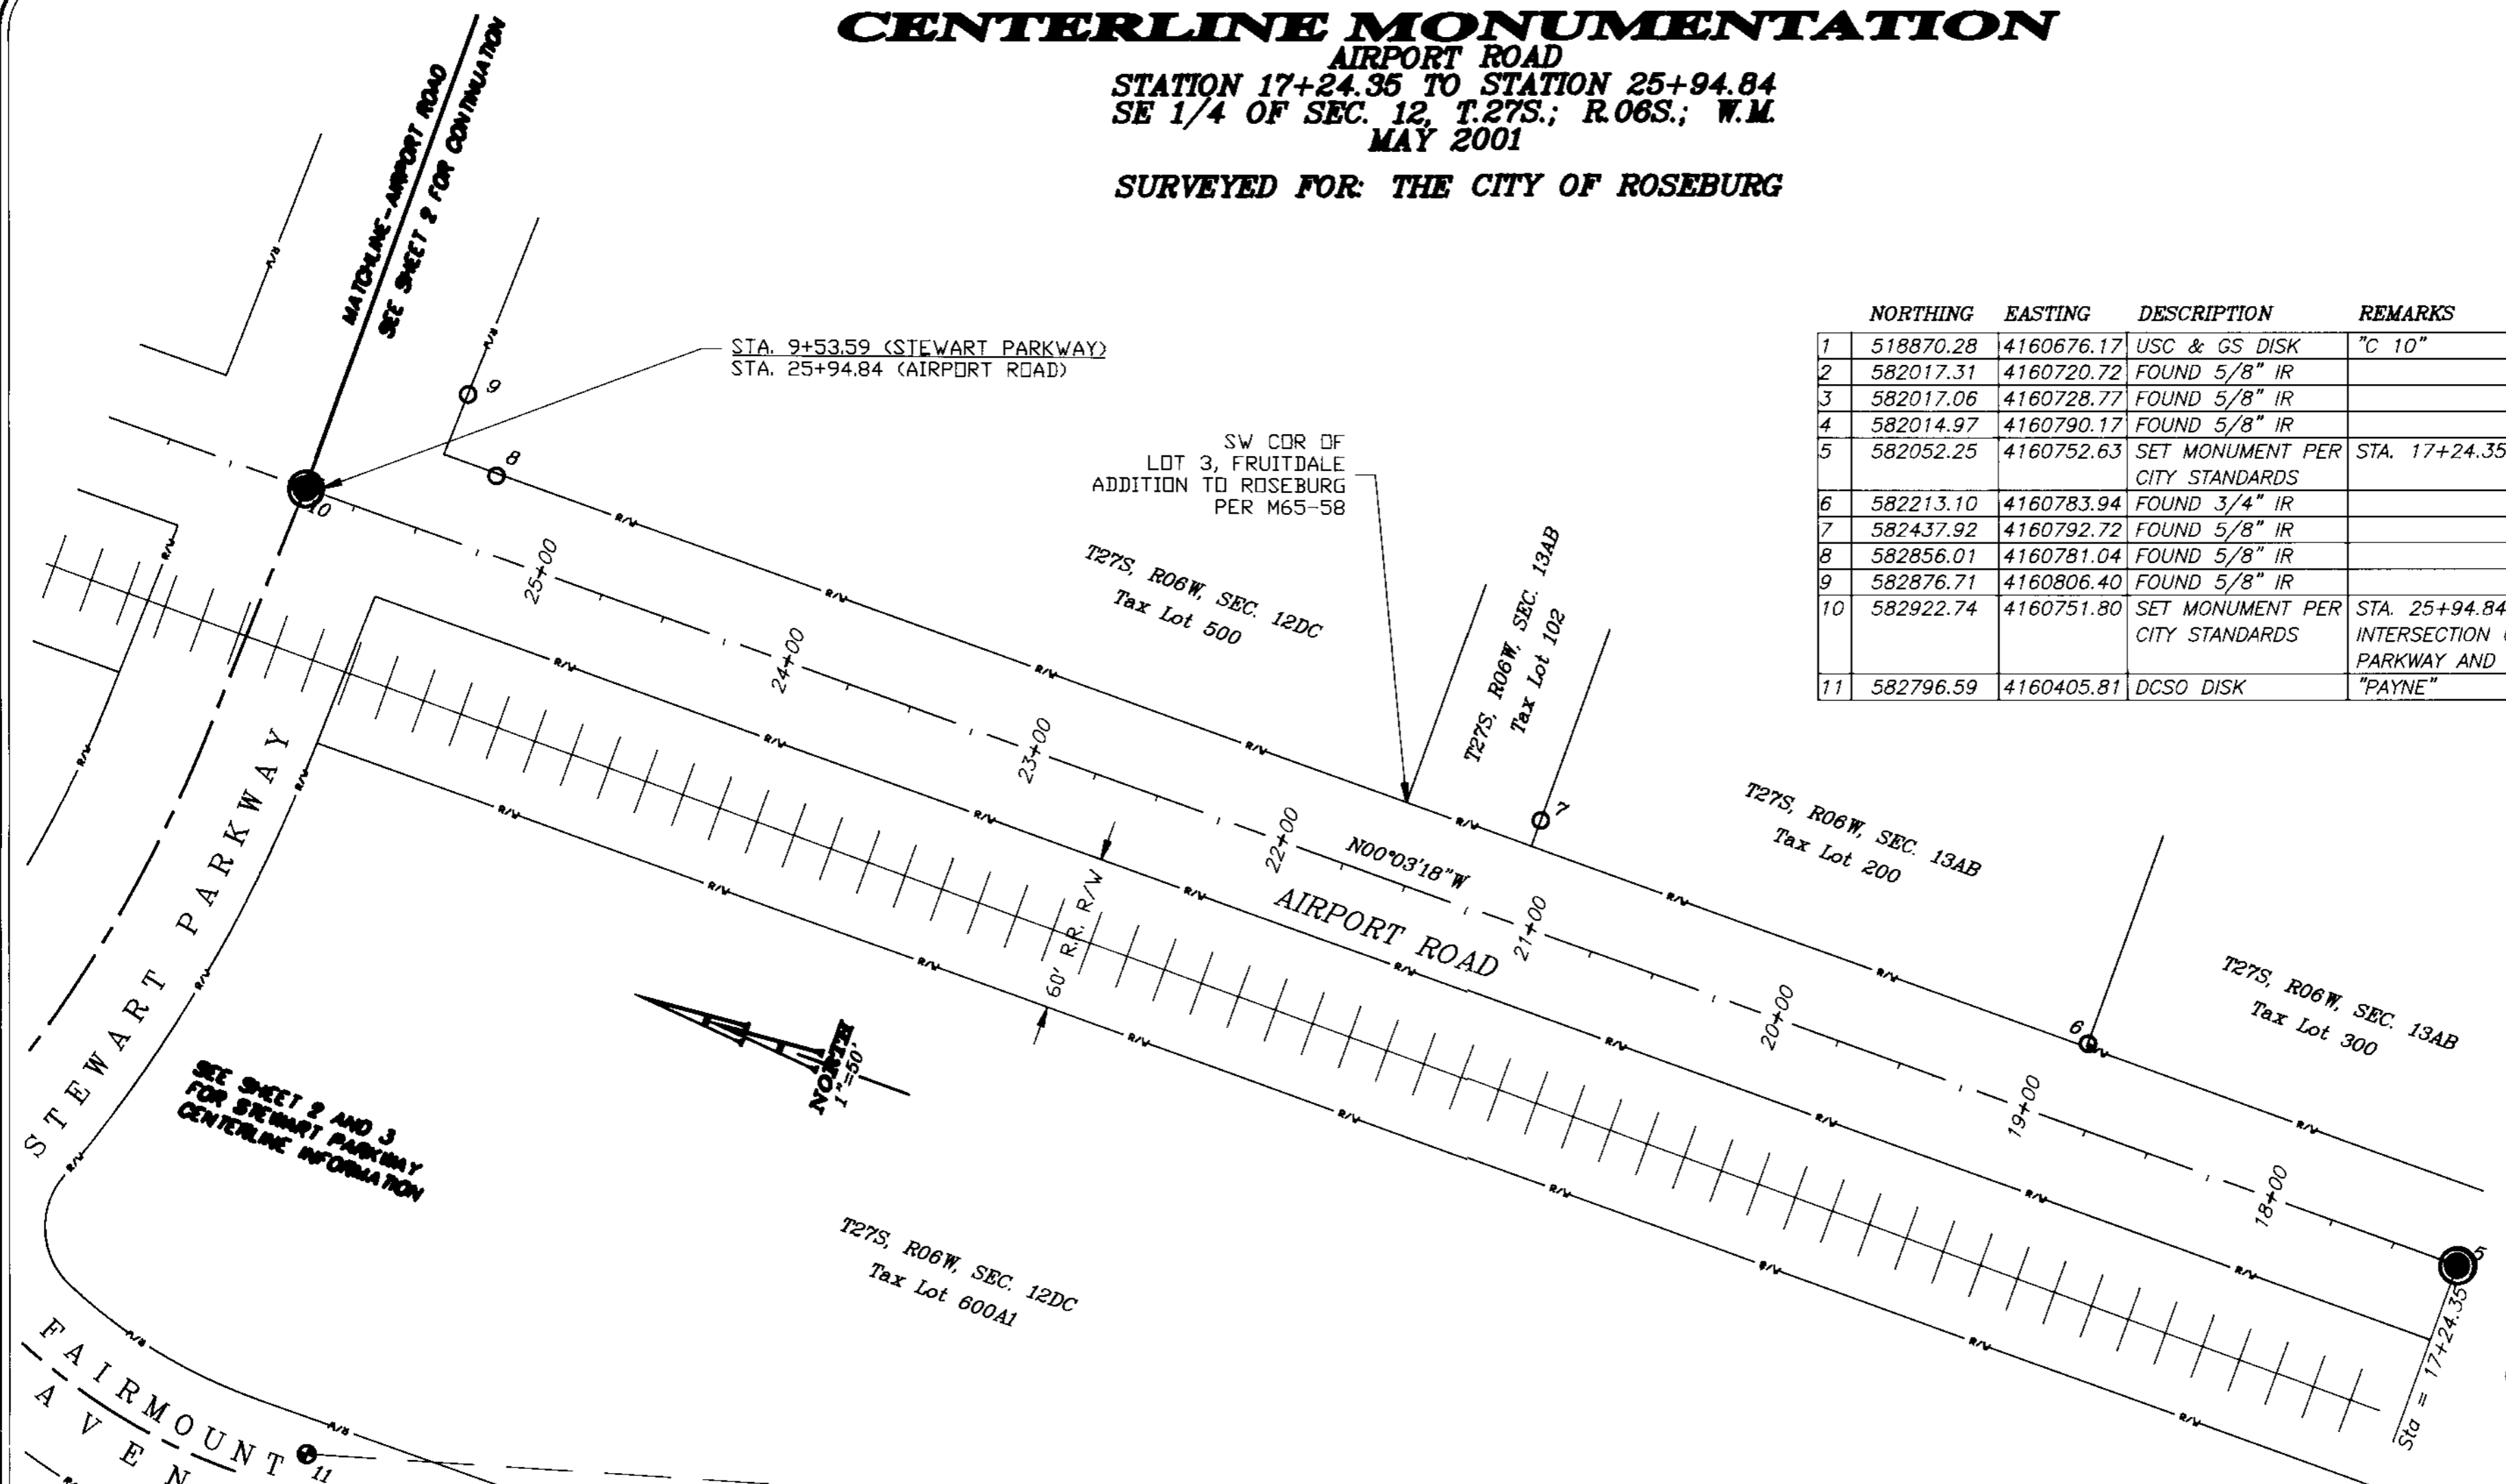 CENTERLINE MONUMENTATION
AIRPORT ROAD
STATION 17+24.35 TO STATION 25+94.84
SE 1/4 OF SEC. 12, T.27S.; R.06S.; W.M.
MAY 2001
SURVEYED FOR: THE CITY OF ROSEBURG
MATCHLINE-AIRPORT ROAD
SEE SHEET 2 FOR CONTINUATION
STA. 9+53.59 (STEWART PARKWAY)
STA. 25+94.84 (AIRPORT ROAD)
9
8
10
SW COR OF
LOT 3, FRUITDALE
ADDITION TO ROSEBURG
PER M65-58
NORTHING EASTING DESCRIPTION REMARKS
1 518870.28 4160676.17 USC & GS DISK "C 10"
2 582017.31 4160720.72 FOUND 5/8" IR
3 582017.06 4160728.77 FOUND 5/8" IR
4 582014.97 4160790.17 FOUND 5/8" IR
5 582052.25 4160752.63 SET MONUMENT PER STA. 17+24.35
CITY STANDARDS
6 582213.10 4160783.94 FOUND 3/4" IR
7 582437.92 4160792.72 FOUND 5/8" IR
8 582856.01 4160781.04 FOUND 5/8" IR
9 582876.71 4160806.40 FOUND 5/8" IR
10 582922.74 4160751.80 SET MONUMENT PER STA. 25+94.84
CITY STANDARDS INTERSECTION
PARKWAY AND
11 582796.59 4160405.81 DCSO DISK "PAYNE"
T27S, R06W, SEC. 12DC
Tax Lot 500
T27S, R06W, SEC. 13AB
Tax Lot 102
7
T27S, R06W, SEC. 13AB
Tax Lot 200
6
T27S, R06W, SEC. 13AB
Tax Lot 300
25+00
24+00
23+00
22+00
21+00
20+00
19+00
18+00
N00°03'18"W
AIRPORT ROAD
R/W
60' R.R. R/W
5
Sta = 17+24.35
STEWART PARKWAY
NORTH
1"=50'
SEE SHEET 2 AND 3
FOR STEWART PARKWAY
CENTERLINE INFORMATION
T27S, R06W, SEC. 12DC
Tax Lot 600A1
FAIRMOUNT
11